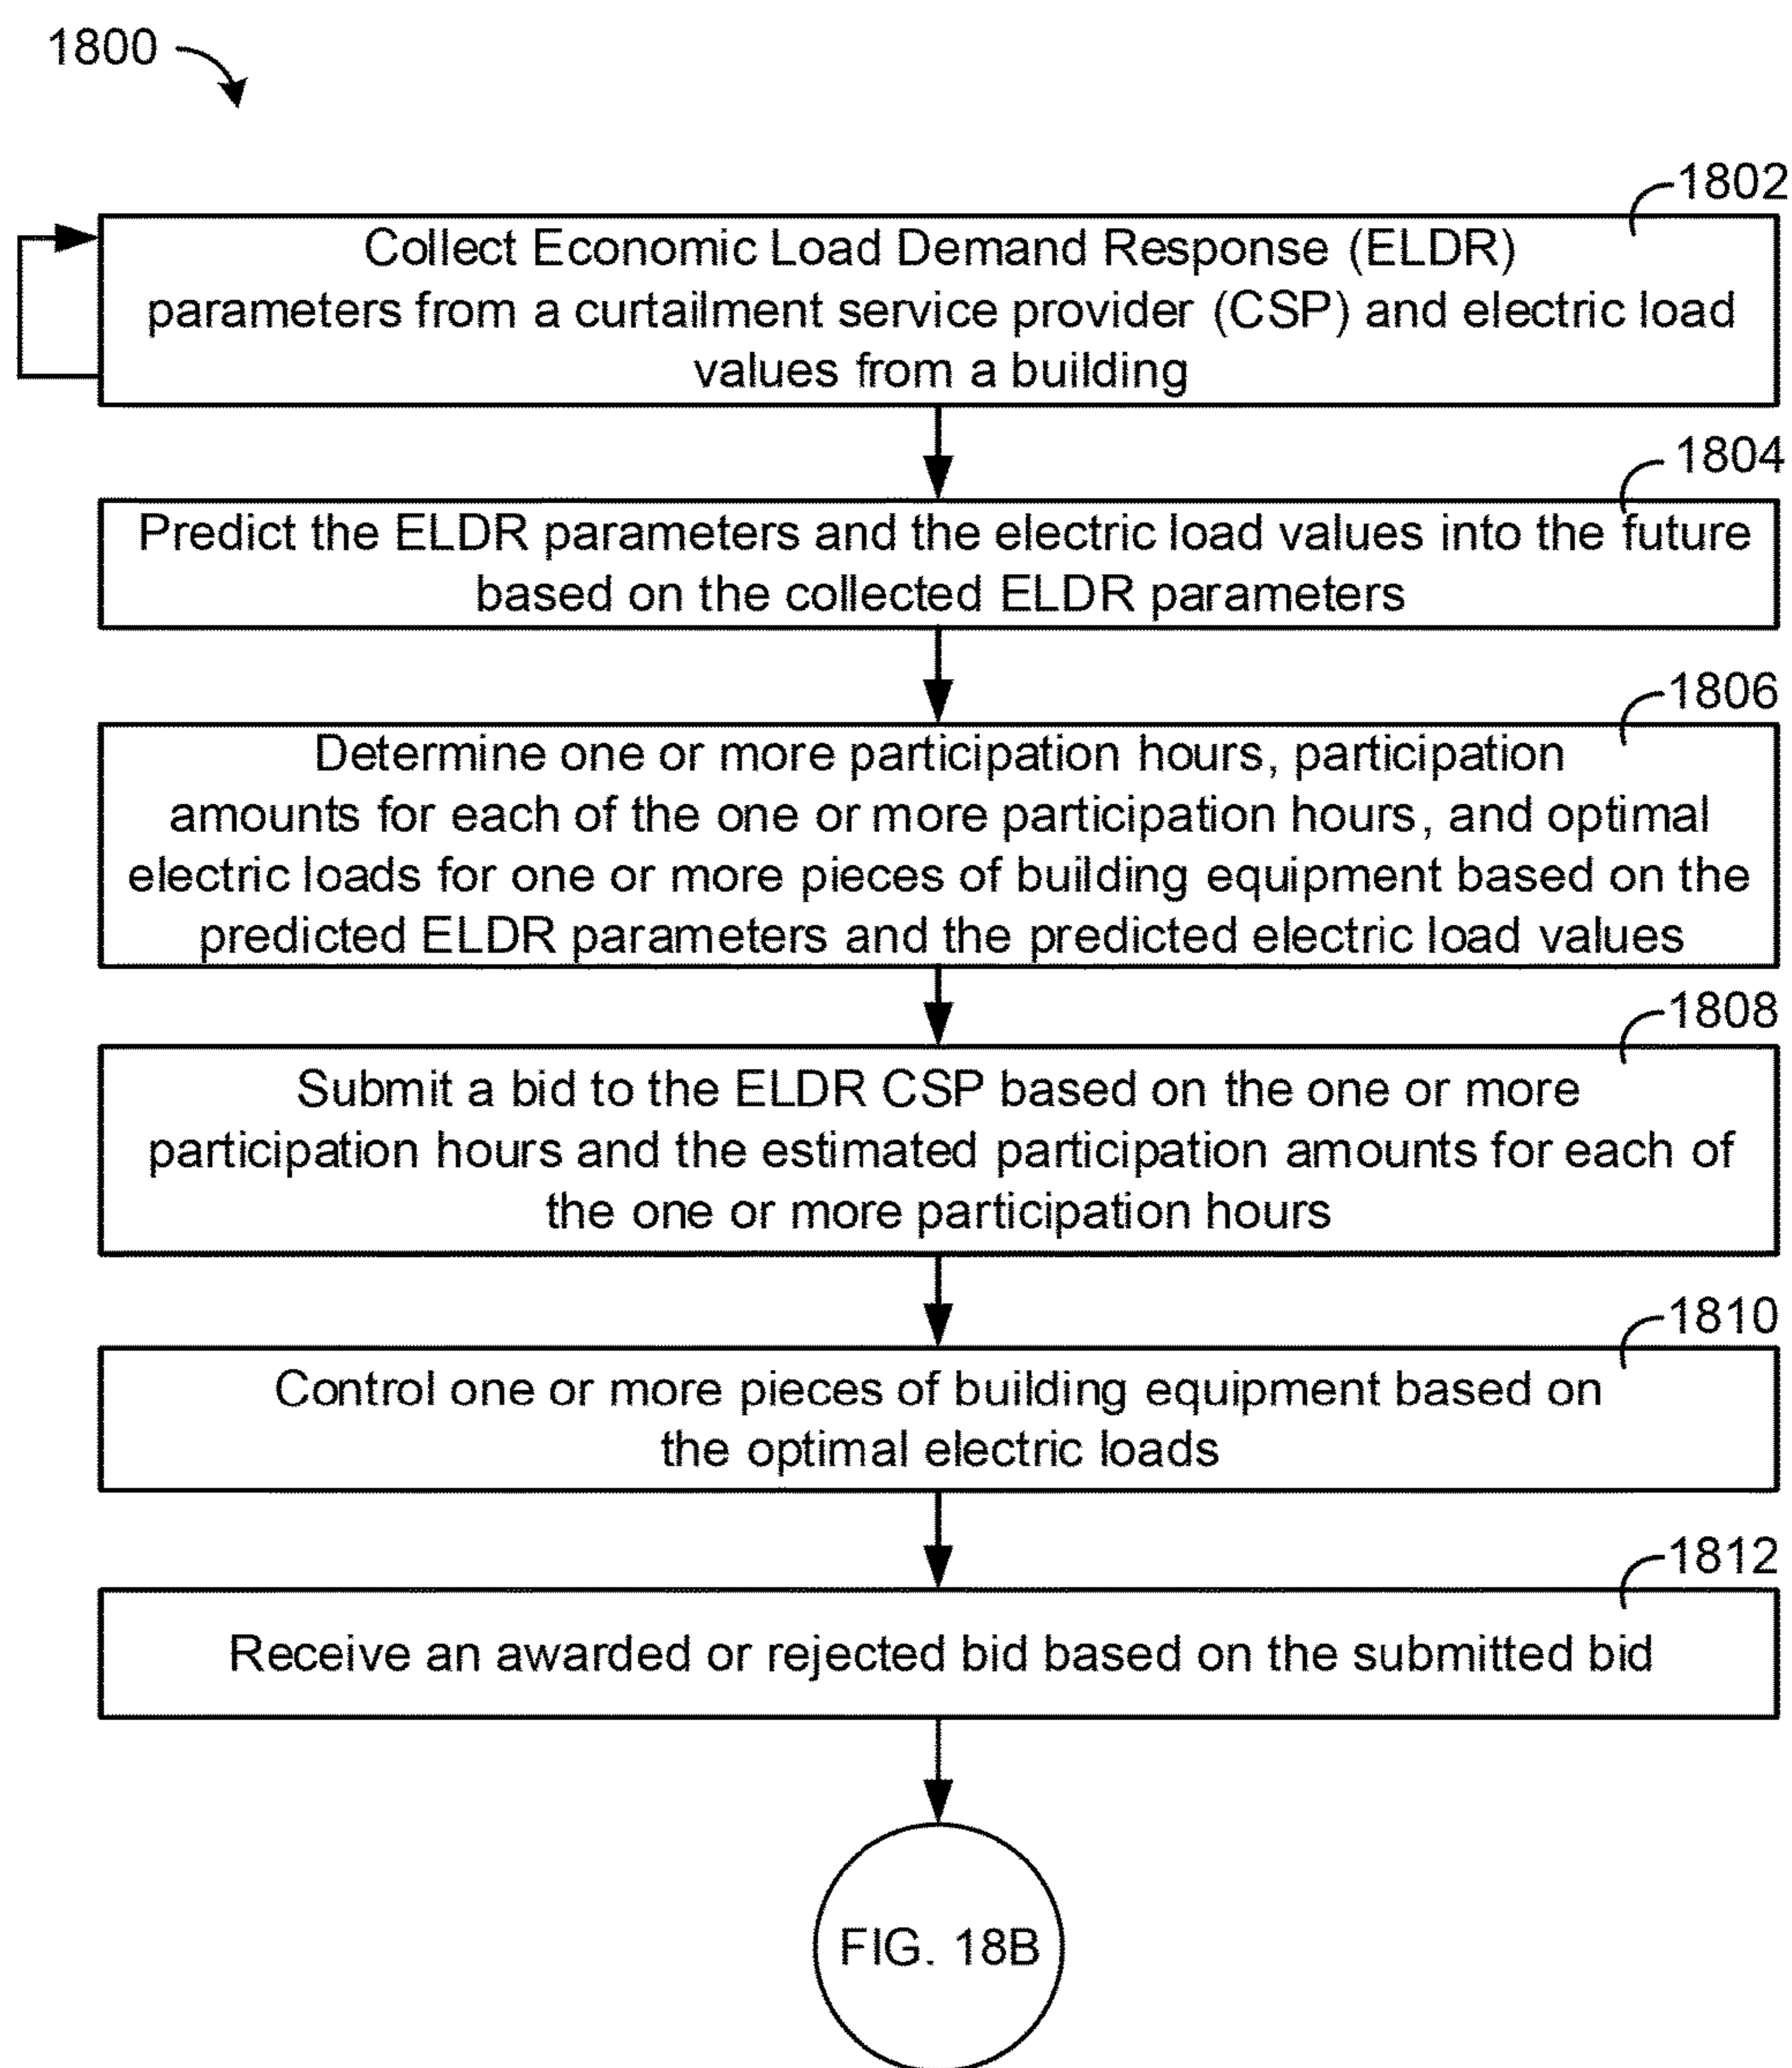 1800
1802
Collect Economic Load Demand Response (ELDR)
parameters from a curtailment service provider (CSP) and electric load
values from a building
1804
Predict the ELDR parameters and the electric load values into the future
based on the collected ELDR parameters
1806
Determine one or more participation hours, participation
amounts for each of the one or more participation hours, and optimal
electric loads for one or more pieces of building equipment based on the
predicted ELDR parameters and the predicted electric load values
1808
Submit a bid to the ELDR CSP based on the one or more
participation hours and the estimated participation amounts for each of
the one or more participation hours
1810
Control one or more pieces of building equipment based on
the optimal electric loads
1812
Receive an awarded or rejected bid based on the submitted bid
FIG. 18B